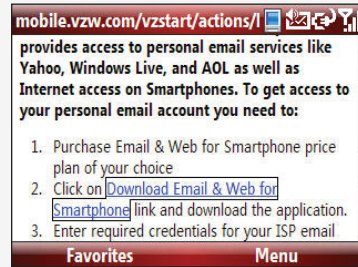 mobile.vzw.com/vzstart/actions/l
provides access to personal email services like
Yahoo, Windows Live, and AOL as well as
Internet access on Smartphones. To get access to
your personal email account you need to:
1. Purchase Email & Web for Smartphone price
plan of your choice
2. Click on Download Email & Web for
Smartphone link and download the application.
3. Enter required credentials for your ISP email
Favorites Menu